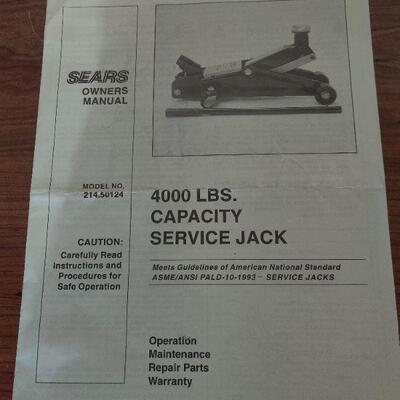 SEARS
OWNERS
MANUAL
MODEL NO.
214.50124
CAUTION:
Carefully Read
Instructions and
Procedures for
Safe Operation
4000 LBS.
CAPACITY
SERVICE JACK
Meets Guidelines of American National Standard
ASME/ANSI PALD-10-1993 – SERVICE JACKS
Operation
Maintenance
Repair Parts
Warranty